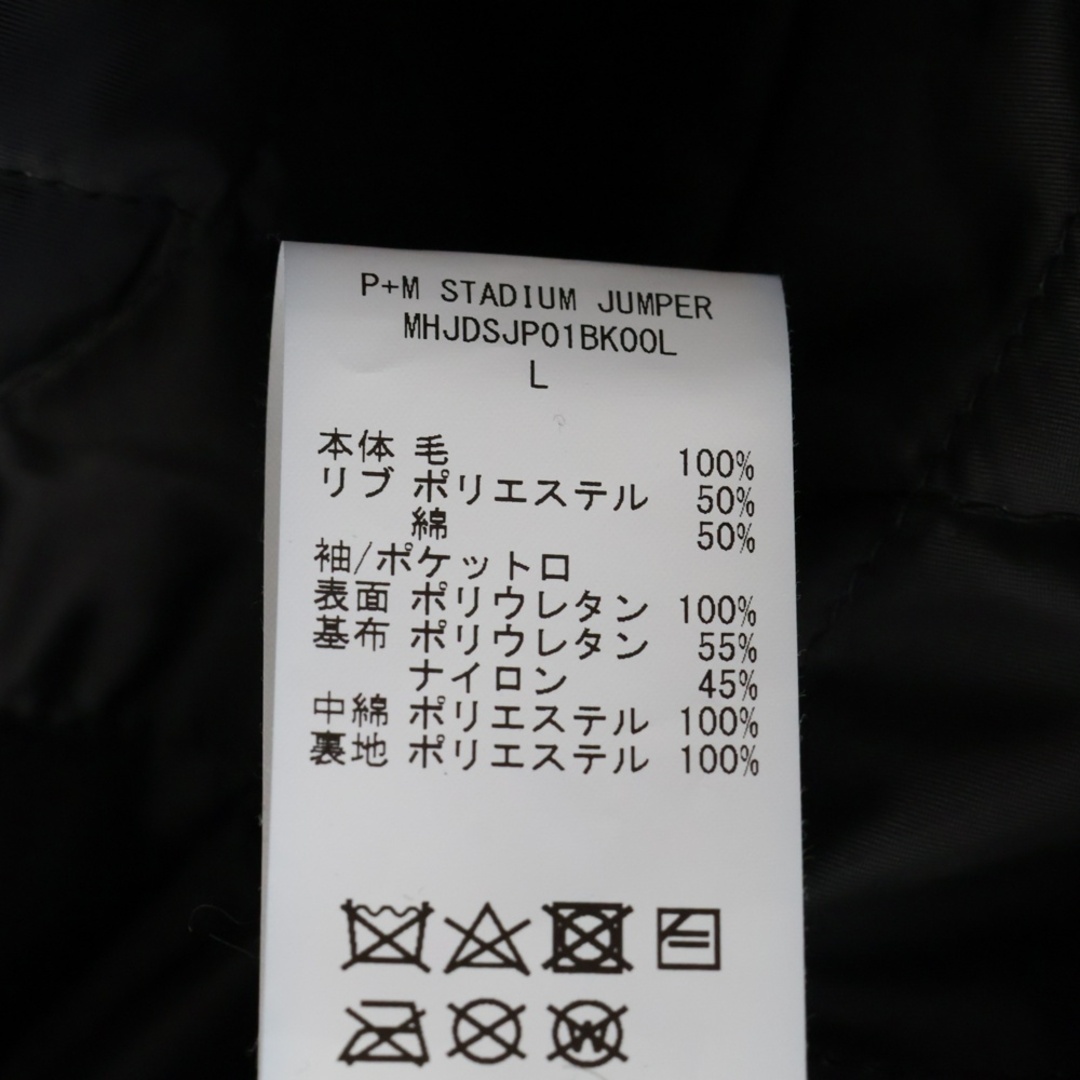 P+M STADIUM JUMPER
MHJDSJP01BK00L
L
本体 毛 100%
リブ ポリエステル 50%
綿 50%
袖/ポケット口
表面 ポリウレタン 100%
基布 ポリウレタン 55%
ナイロン 45%
中綿 ポリエステル 100%
裏地 ポリエステル 100%
W